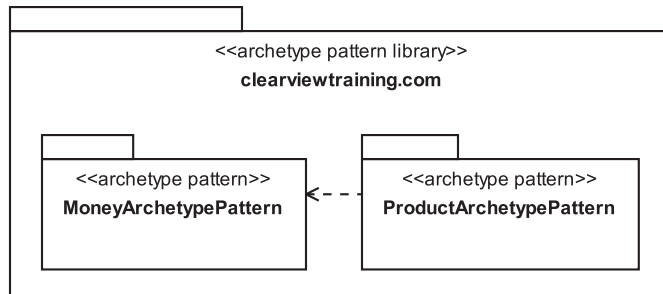 <<archetype pattern library>>
clearviewtraining.com
<<archetype pattern>>
MoneyArchetypePattern
<<archetype pattern>>
ProductArchetypePattern